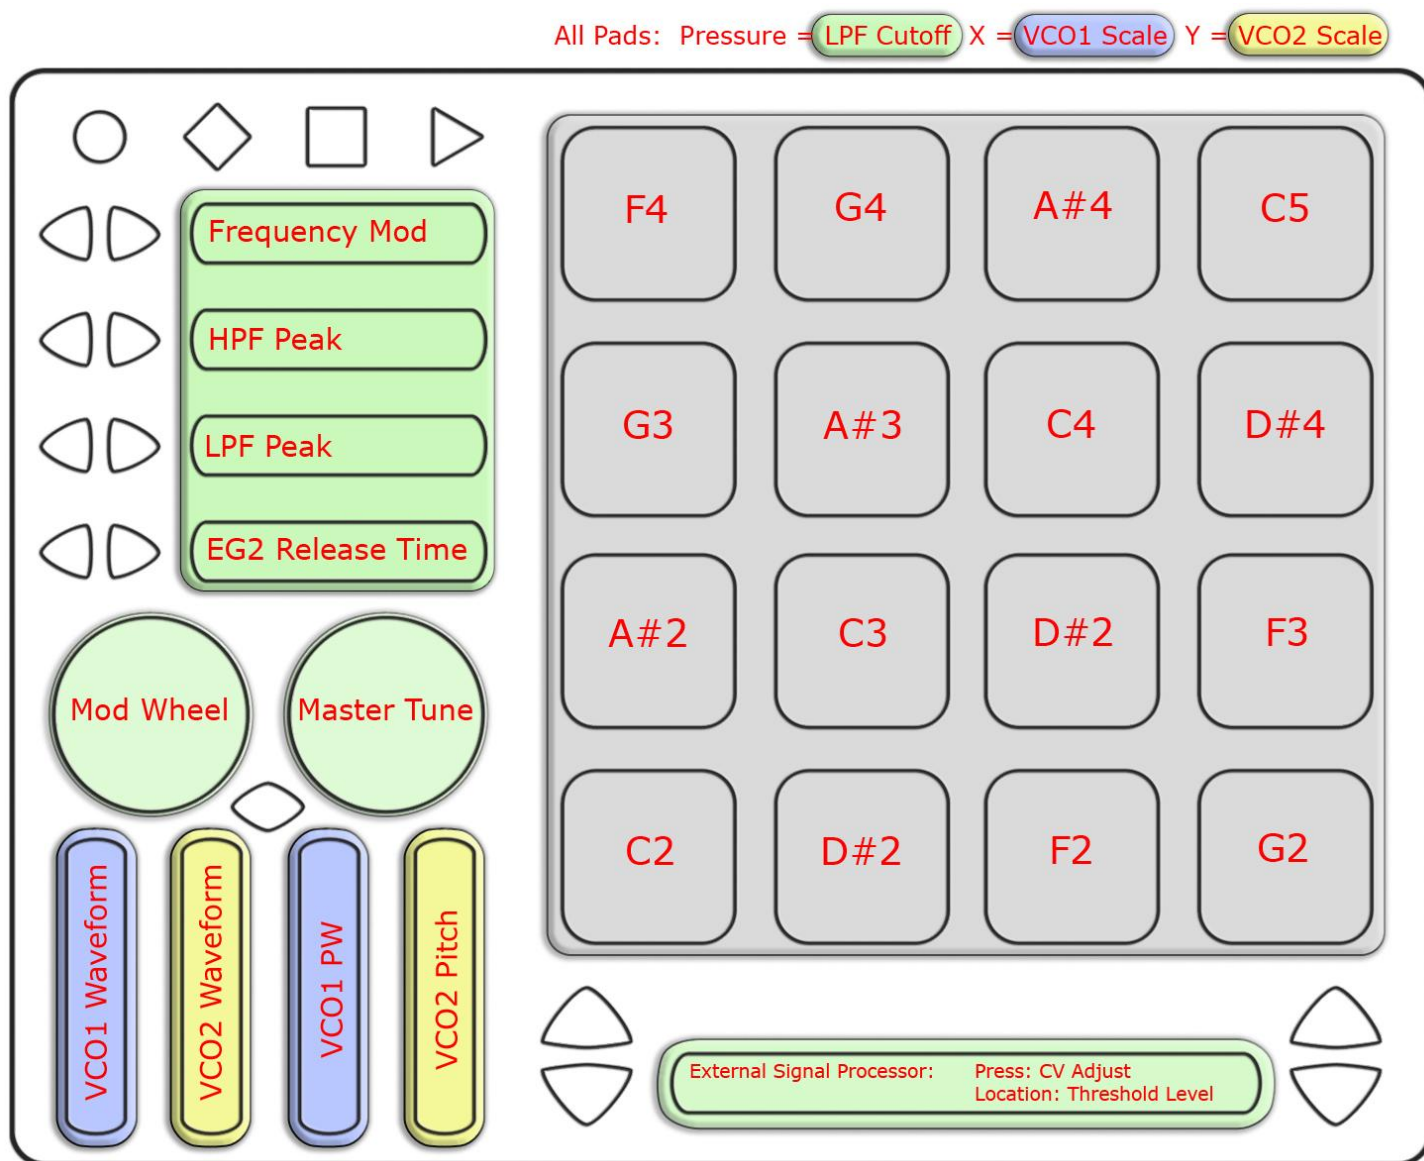 All Pads: Pressure = LPF Cutoff X = VCO1 Scale Y = VCO2 Scale
Frequency Mod
HPF Peak
LPF Peak
EG2 Release Time
Mod Wheel
Master Tune
VCO1 Waveform
VCO2 Waveform
VCO1 PW
VCO2 Pitch
F4 G4 A#4 C5
G3 A#3 C4 D#4
A#2 C3 D#2 F3
C2 D#2 F2 G2
External Signal Processor: Press: CV Adjust
Location: Threshold Level